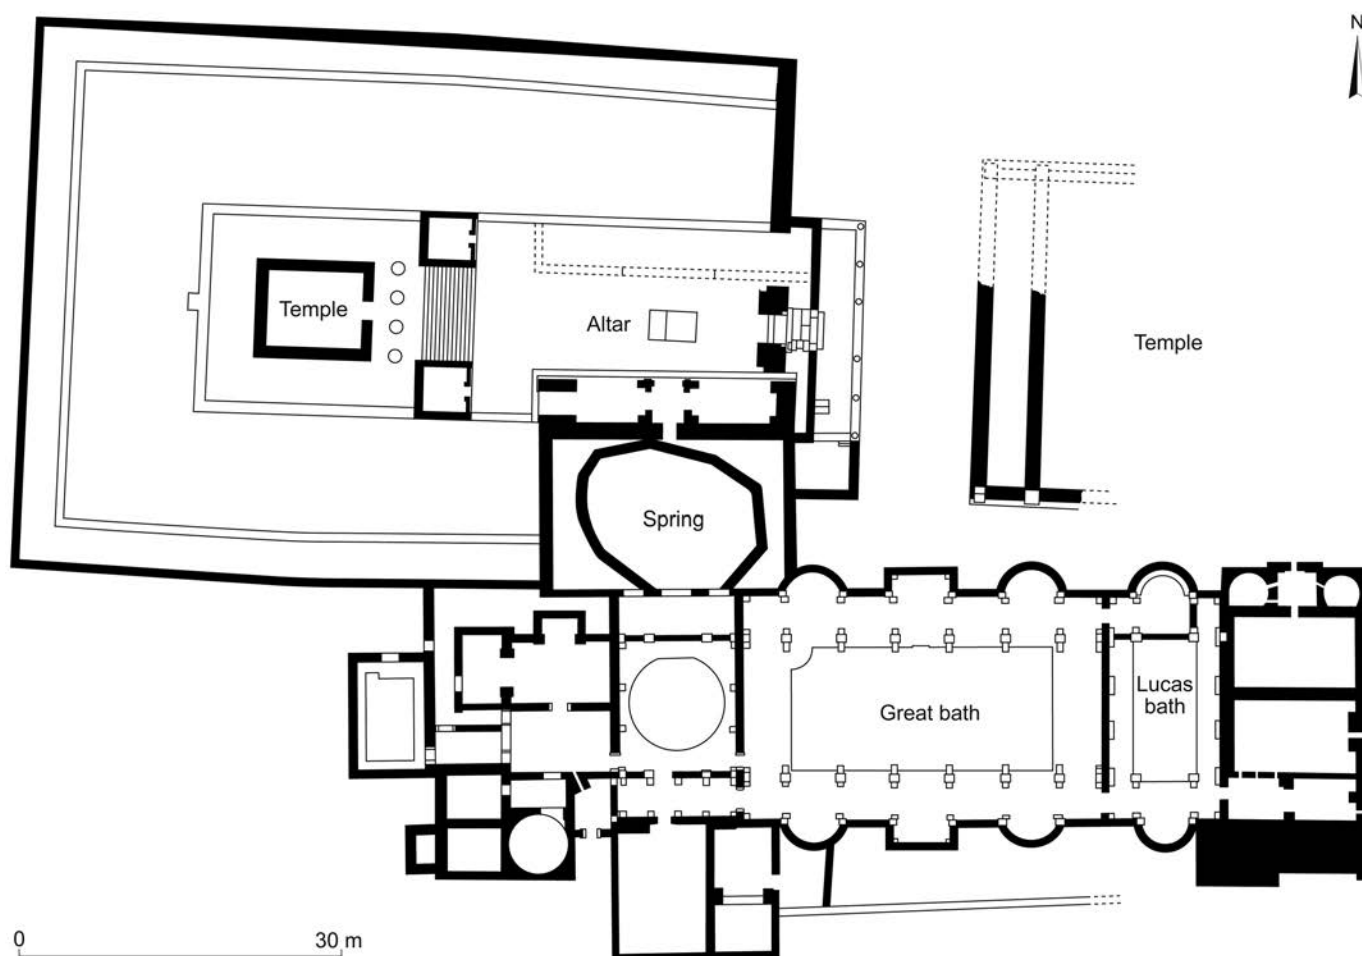 N
Temple
Altar
Temple
Spring
Great bath
Lucas
bath
0 30 m